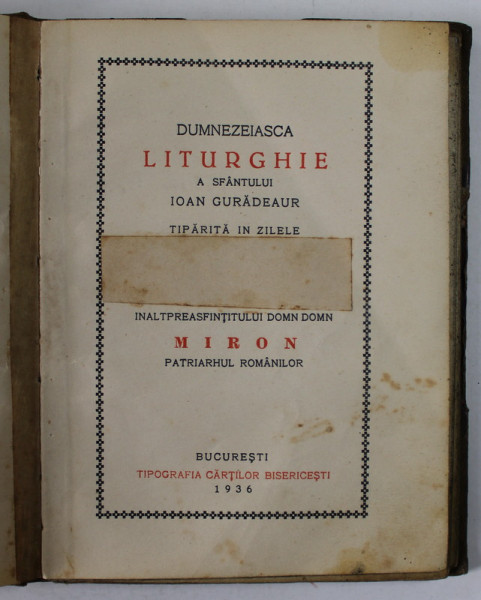 DUMNEZEIASCA
LITURGHIE
A SFÂNTULUI
IOAN GURĂDEAUR
TIPĂRITĂ IN ZILELE
INALTPREASFINŢITULUI DOMN DOMN
MIRON
PATRIARHUL ROMÂNILOR
BUCUREŞTI
TIPOGRAFIA CĂRŢILOR BISERICEŞTI
1936